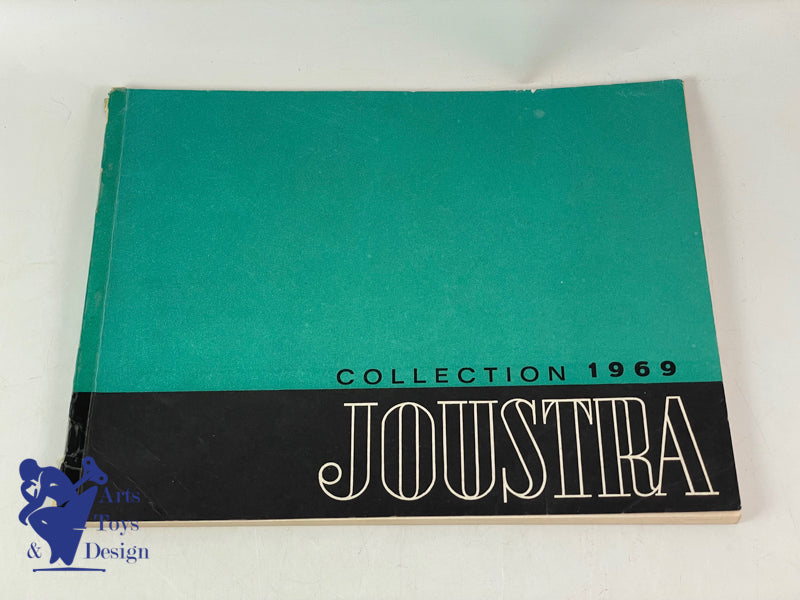 COLLECTION 1969
JOUSTRA
Arts
Toys
& Design